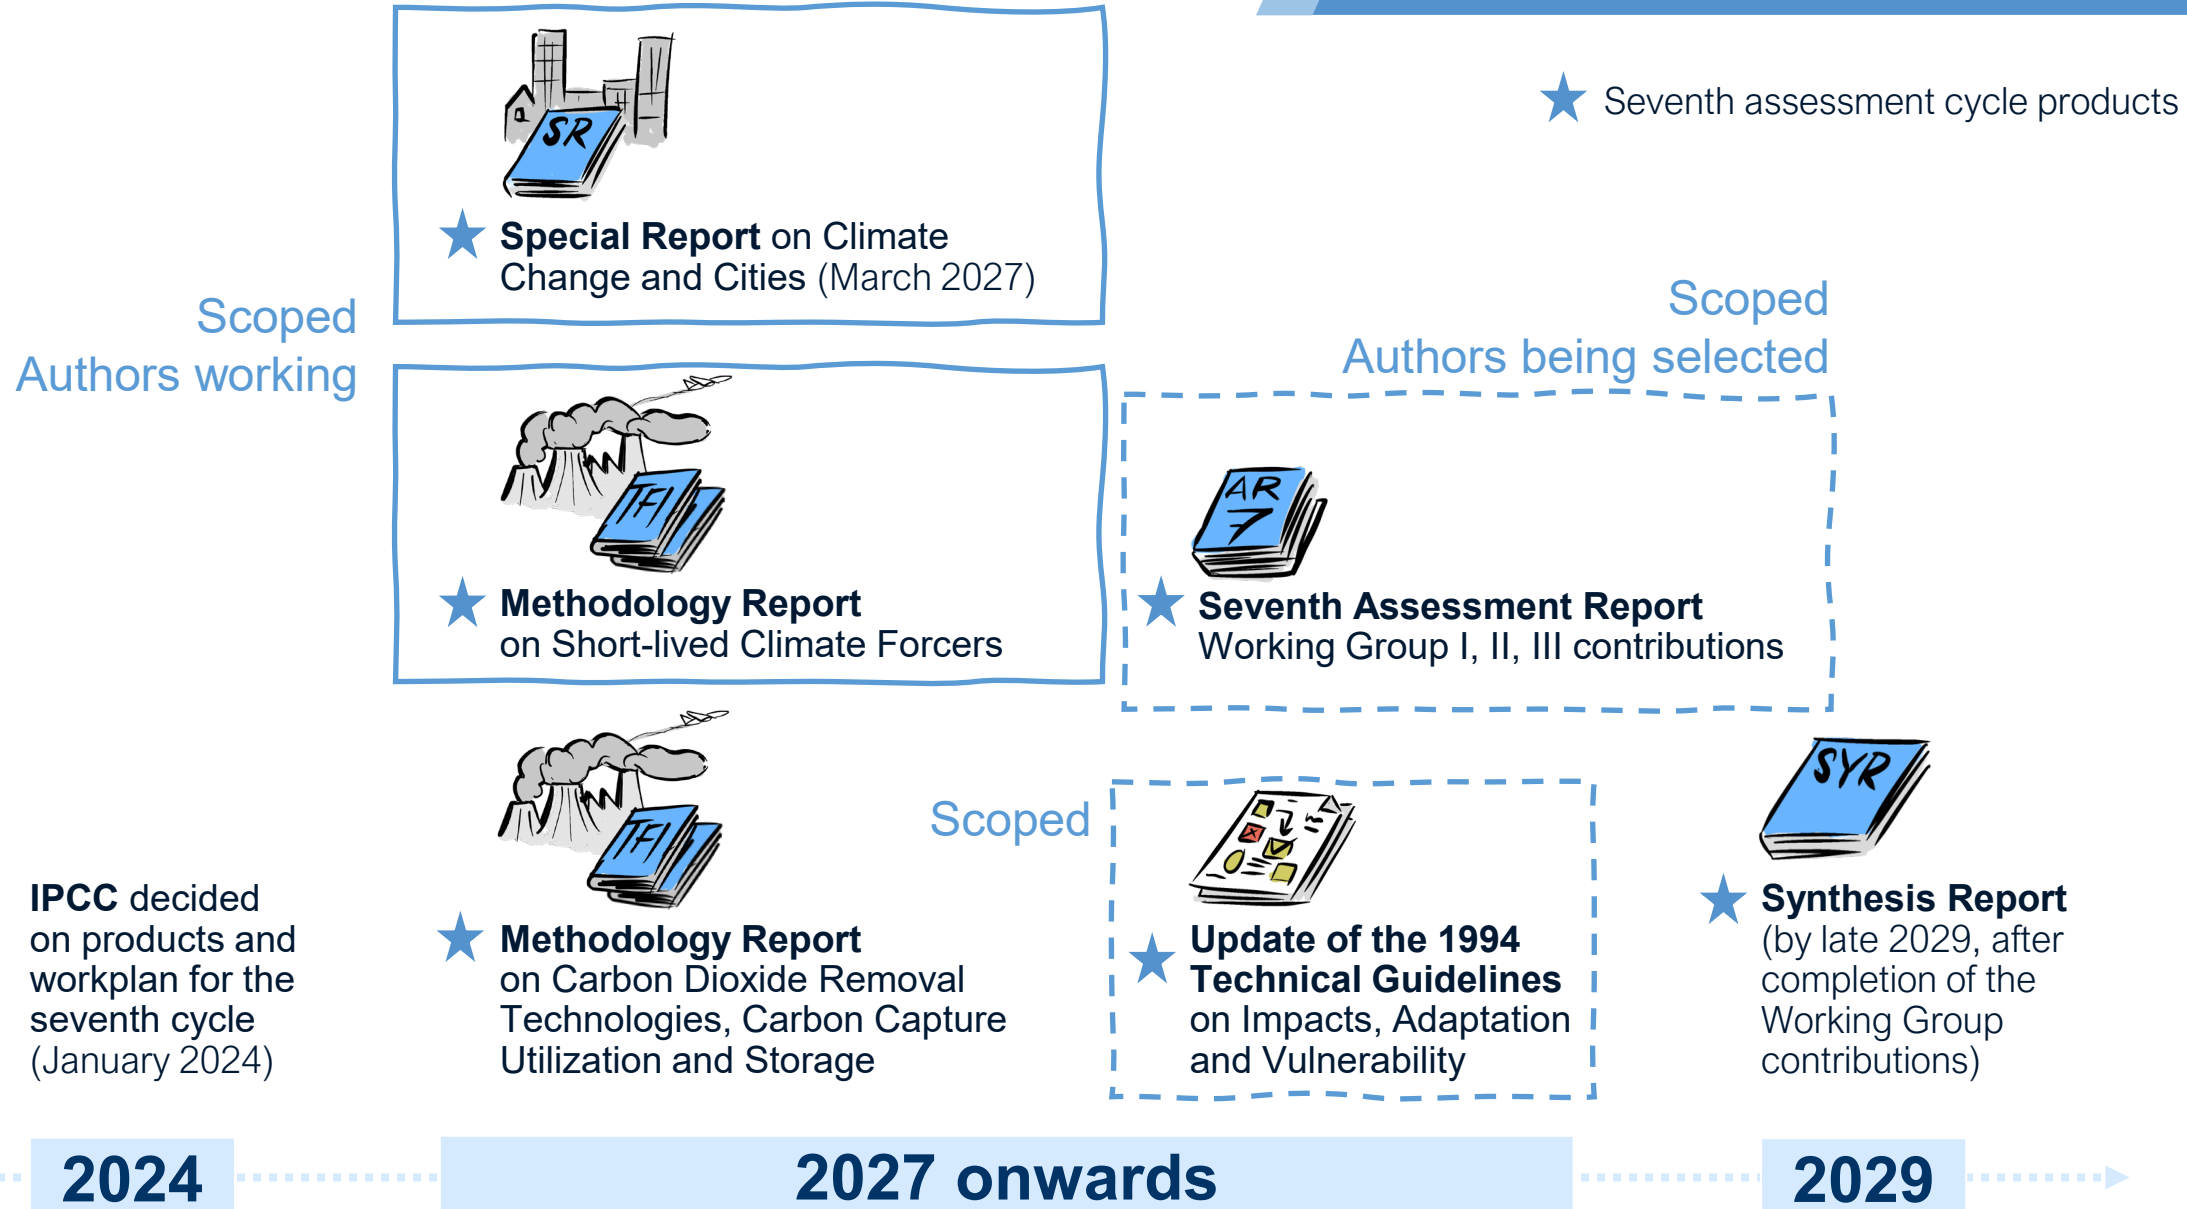 Seventh assessment cycle products
SR
Special Report on Climate
Change and Cities (March 2027)
Scoped
Authors working
TFI
Methodology Report
on Short-lived Climate Forcers
Scoped
Authors being selected
AR
7
Seventh Assessment Report
Working Group I, II, III contributions
IPCC decided
on products and
workplan for the
seventh cycle
(January 2024)
TFI
Methodology Report
on Carbon Dioxide Removal
Technologies, Carbon Capture
Utilization and Storage
Scoped
Update of the 1994
Technical Guidelines
on Impacts, Adaptation
and Vulnerability
SYR
Synthesis Report
(by late 2029, after
completion of the
Working Group
contributions)
2024
2027 onwards
2029